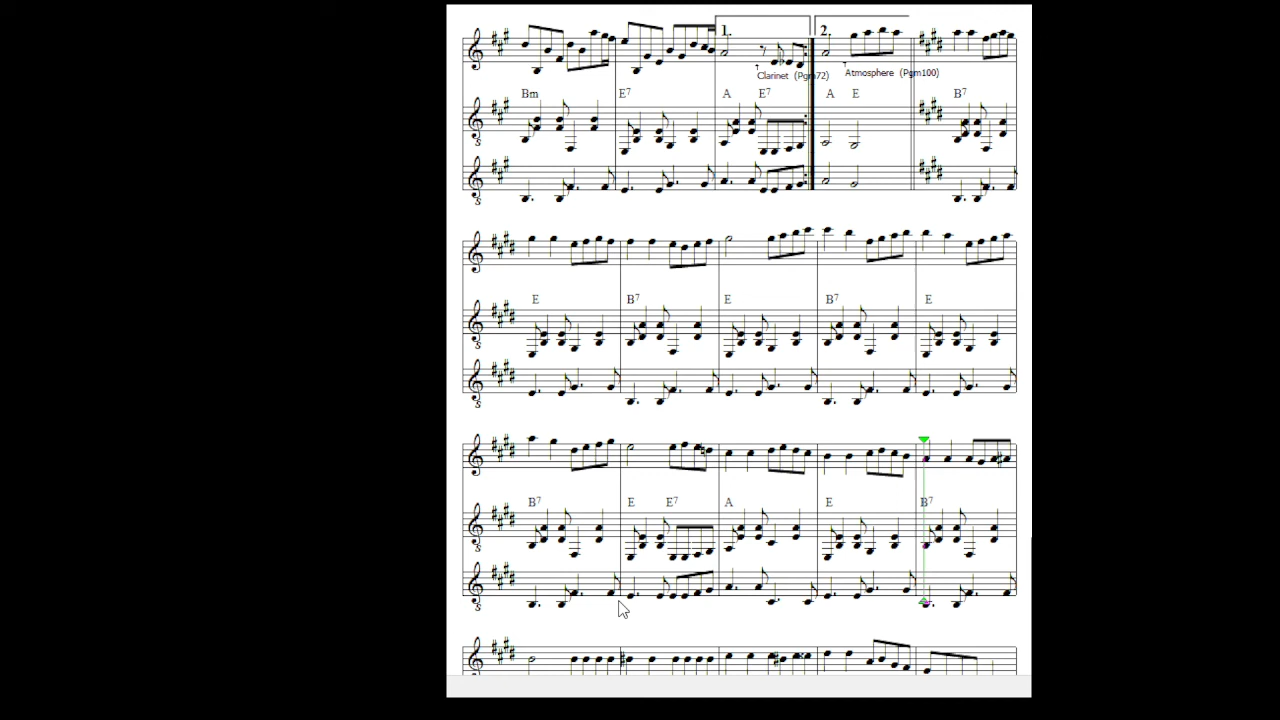 1. 2.
Clarinet (Pgm72) Atmosphere (Pgm100)
Bm E7 A E7 A E B7
E B7 E B7 E
B7 E E7 A E B7